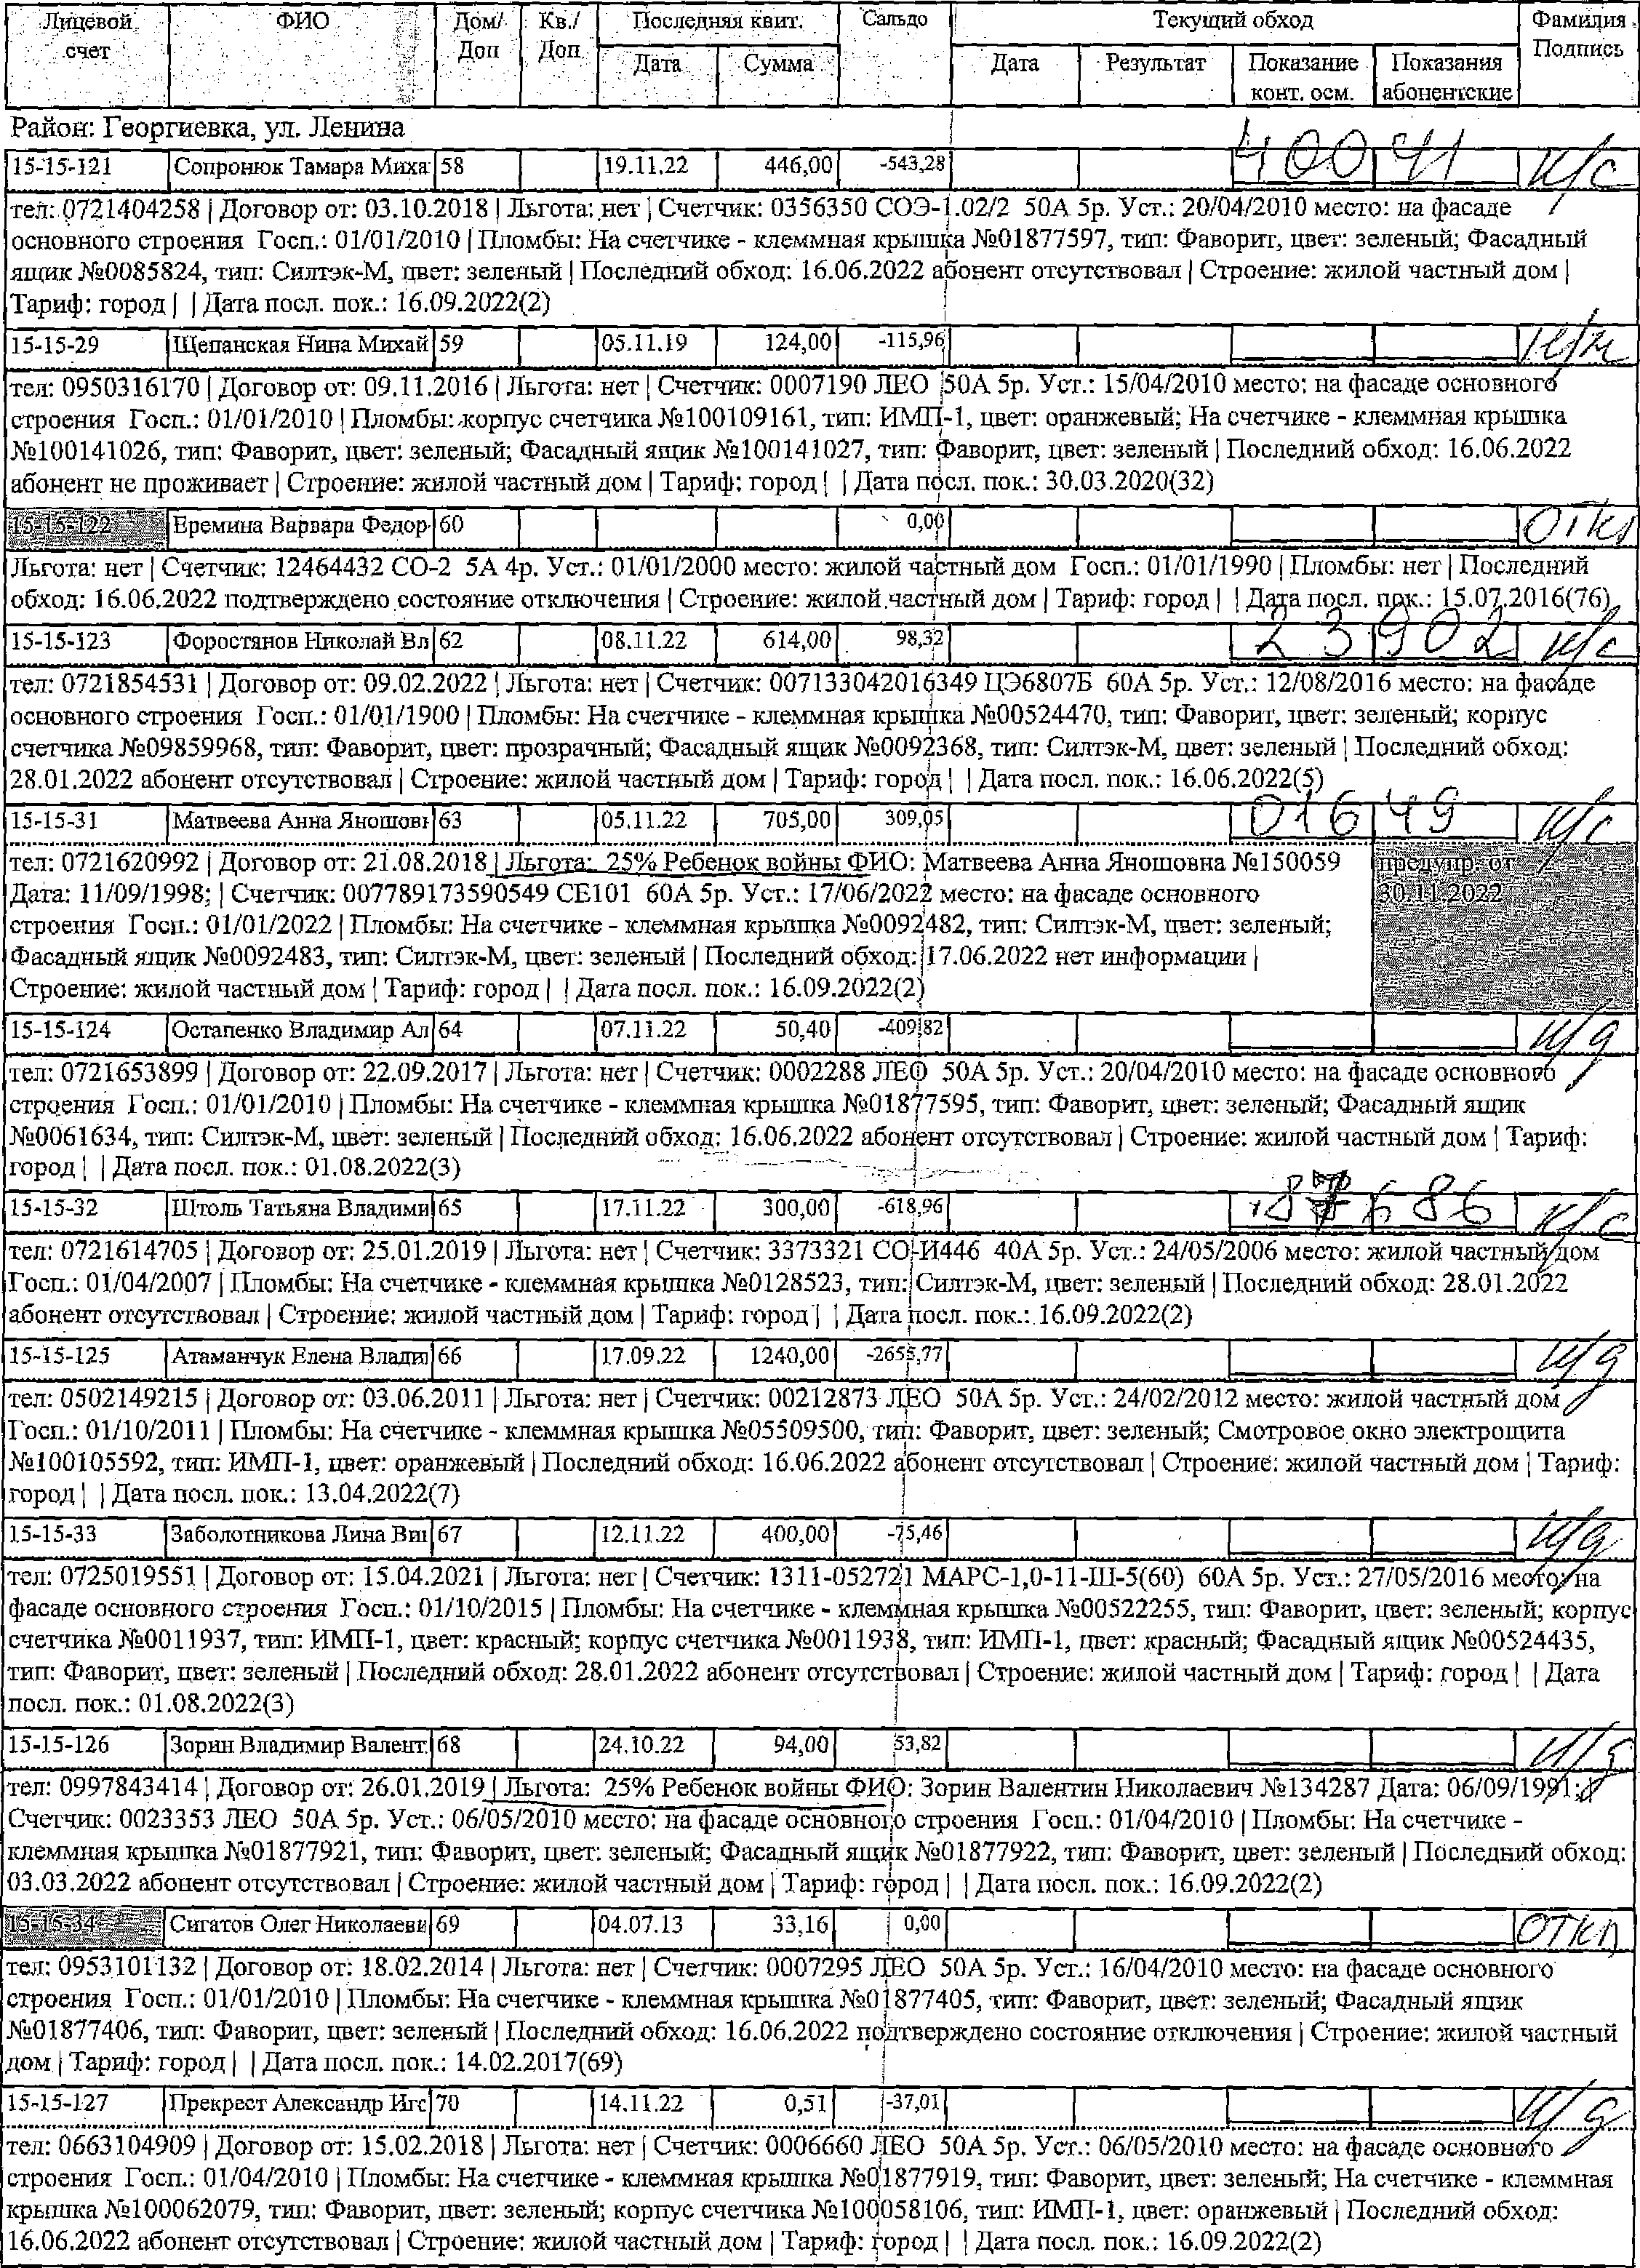 Лицевой счет ФИО Дом/ Доп Кв./ Доп Последняя квит. Дата Сумма Сальдо Текущий обход Дата Результат Показание конт. осм. Показания абонентские Фамилия Подпись
Район: Георгиевка, ул. Ленина
15-15-121 Сопронюк Тамара Миха 58 19.11.22 446,00 -543,28 40041 к/с
тел: 0721404258 | Договор от: 03.10.2018 | Льгота: нет | Счетчик: 0356350 СОЭ-1.02/2 50А 5р. Уст.: 20/04/2010 место: на фасаде
основного строения Госп.: 01/01/2010 | Пломбы: На счетчике - клеммная крышка №01877597, тип: Фаворит, цвет: зеленый; Фасадный
ящик №0085824, тип: Силтэк-М, цвет: зеленый | Последний обход: 16.06.2022 абонент отсутствовал | Строение: жилой частный дом |
Тариф: город | | Дата посл. пок.: 16.09.2022(2)
15-15-29 Щепанская Нина Михай 59 05.11.19 124,00 -115,96
тел: 0950316170 | Договор от: 09.11.2016 | Льгота: нет | Счетчик: 0007190 ЛЕО 50А 5р. Уст.: 15/04/2010 место: на фасаде основного
строения Госп.: 01/01/2010 | Пломбы: корпус счетчика №100109161, тип: ИМП-1, цвет: оранжевый; На счетчике - клеммная крышка
№100141026, тип: Фаворит, цвет: зеленый; Фасадный ящик №100141027, тип: Фаворит, цвет: зеленый | Последний обход: 16.06.2022
абонент не проживает | Строение: жилой частный дом | Тариф: город | | Дата посл. пок.: 30.03.2020(32)
15-15-122 Еремина Варвара Федор 60 0,00 откл
Льгота: нет | Счетчик: 12464432 СО-2 5А 4р. Уст.: 01/01/2000 место: жилой частный дом Госп.: 01/01/1990 | Пломбы: нет | Последний
обход: 16.06.2022 подтверждено состояние отключения | Строение: жилой частный дом | Тариф: город | | Дата посл. пок.: 15.07.2016(76)
15-15-123 Форостянов Николай Вл 62 08.11.22 614,00 98,32 23902 к/с
тел: 0721854531 | Договор от: 09.02.2022 | Льгота: нет | Счетчик: 007133042016349 ЦЭ6807Б 60А 5р. Уст.: 12/08/2016 место: на фасаде
основного строения Госп.: 01/01/1900 | Пломбы: На счетчике - клеммная крышка №00524470, тип: Фаворит, цвет: зеленый; корпус
счетчика №09859968, тип: Фаворит, цвет: прозрачный; Фасадный ящик №0092368, тип: Силтэк-М, цвет: зеленый | Последний обход:
28.01.2022 абонент отсутствовал | Строение: жилой частный дом | Тариф: город | | Дата посл. пок.: 16.06.2022(5)
15-15-31 Матвеева Анна Яношовн 63 05.11.22 705,00 309,05 01649 к/с
тел: 0721620992 | Договор от: 21.08.2018 | Льгота: 25% Ребенок войны ФИО: Матвеева Анна Яношовна №150059 предупр. от
Дата: 11/09/1998; | Счетчик: 007789173590549 СЕ101 60А 5р. Уст.: 17/06/2022 место: на фасаде основного 30.11.2022
строения Госп.: 01/01/2022 | Пломбы: На счетчике - клеммная крышка №0092482, тип: Силтэк-М, цвет: зеленый;
Фасадный ящик №0092483, тип: Силтэк-М, цвет: зеленый | Последний обход: 17.06.2022 нет информации |
Строение: жилой частный дом | Тариф: город | | Дата посл. пок.: 16.09.2022(2)
15-15-124 Остапенко Владимир Ал 64 07.11.22 50,40 -409,82 н/д
тел: 0721653899 | Договор от: 22.09.2017 | Льгота: нет | Счетчик: 0002288 ЛЕО 50А 5р. Уст.: 20/04/2010 место: на фасаде основного
строения Госп.: 01/01/2010 | Пломбы: На счетчике - клеммная крышка №01877595, тип: Фаворит, цвет: зеленый; Фасадный ящик
№0061634, тип: Силтэк-М, цвет: зеленый | Последний обход: 16.06.2022 абонент отсутствовал | Строение: жилой частный дом | Тариф:
город | | Дата посл. пок.: 01.08.2022(3)
15-15-32 Штоль Татьяна Владими 65 17.11.22 300,00 -618,96 к/с
тел: 0721614705 | Договор от: 25.01.2019 | Льгота: нет | Счетчик: 3373321 СО-И446 40А 5р. Уст.: 24/05/2006 место: жилой частный дом
Госп.: 01/04/2007 | Пломбы: На счетчике - клеммная крышка №0128523, тип: Силтэк-М, цвет: зеленый | Последний обход: 28.01.2022
абонент отсутствовал | Строение: жилой частный дом | Тариф: город | | Дата посл. пок.: 16.09.2022(2)
15-15-125 Атаманчук Елена Влади 66 17.09.22 1240,00 -2655,77 н/д
тел: 0502149215 | Договор от: 03.06.2011 | Льгота: нет | Счетчик: 00212873 ЛЕО 50А 5р. Уст.: 24/02/2012 место: жилой частный дом
Госп.: 01/10/2011 | Пломбы: На счетчике - клеммная крышка №05509500, тип: Фаворит, цвет: зеленый; Смотровое окно электрощита
№100105592, тип: ИМП-1, цвет: оранжевый | Последний обход: 16.06.2022 абонент отсутствовал | Строение: жилой частный дом | Тариф:
город | | Дата посл. пок.: 13.04.2022(7)
15-15-33 Заболотникова Лина Ви 67 12.11.22 400,00 -75,46 н/д
тел: 0725019551 | Договор от: 15.04.2021 | Льгота: нет | Счетчик: 1311-052721 МАРС-1,0-11-Ш-5(60) 60А 5р. Уст.: 27/05/2016 место: на
фасаде основного строения Госп.: 01/10/2015 | Пломбы: На счетчике - клеммная крышка №00522255, тип: Фаворит, цвет: зеленый; корпус
счетчика №0011937, тип: ИМП-1, цвет: красный; корпус счетчика №0011938, тип: ИМП-1, цвет: красный; Фасадный ящик №00524435,
тип: Фаворит, цвет: зеленый | Последний обход: 28.01.2022 абонент отсутствовал | Строение: жилой частный дом | Тариф: город | | Дата
посл. пок.: 01.08.2022(3)
15-15-126 Зорин Владимир Валент 68 24.10.22 94,00 53,82 н/д
тел: 0997843414 | Договор от: 26.01.2019 | Льгота: 25% Ребенок войны ФИО: Зорин Валентин Николаевич №134287 Дата: 06/09/1991; |
Счетчик: 0023353 ЛЕО 50А 5р. Уст.: 06/05/2010 место: на фасаде основного строения Госп.: 01/04/2010 | Пломбы: На счетчике -
клеммная крышка №01877921, тип: Фаворит, цвет: зеленый; Фасадный ящик №01877922, тип: Фаворит, цвет: зеленый | Последний обход:
03.03.2022 абонент отсутствовал | Строение: жилой частный дом | Тариф: город | | Дата посл. пок.: 16.09.2022(2)
15-15-34 Сигатов Олег Николаеви 69 04.07.13 33,16 0,00 откл
тел: 0953101132 | Договор от: 18.02.2014 | Льгота: нет | Счетчик: 0007295 ЛЕО 50А 5р. Уст.: 16/04/2010 место: на фасаде основного
строения Госп.: 01/01/2010 | Пломбы: На счетчике - клеммная крышка №01877405, тип: Фаворит, цвет: зеленый; Фасадный ящик
№01877406, тип: Фаворит, цвет: зеленый | Последний обход: 16.06.2022 подтверждено состояние отключения | Строение: жилой частный
дом | Тариф: город | | Дата посл. пок.: 14.02.2017(69)
15-15-127 Прекрест Александр Иго 70 14.11.22 0,51 -37,01 н/д
тел: 0663104909 | Договор от: 15.02.2018 | Льгота: нет | Счетчик: 0006660 ЛЕО 50А 5р. Уст.: 06/05/2010 место: на фасаде основного
строения Госп.: 01/04/2010 | Пломбы: На счетчике - клеммная крышка №01877919, тип: Фаворит, цвет: зеленый; На счетчике - клеммная
крышка №100062079, тип: Фаворит, цвет: зеленый; корпус счетчика №100058106, тип: ИМП-1, цвет: оранжевый | Последний обход:
16.06.2022 абонент отсутствовал | Строение: жилой частный дом | Тариф: город | | Дата посл. пок.: 16.09.2022(2)